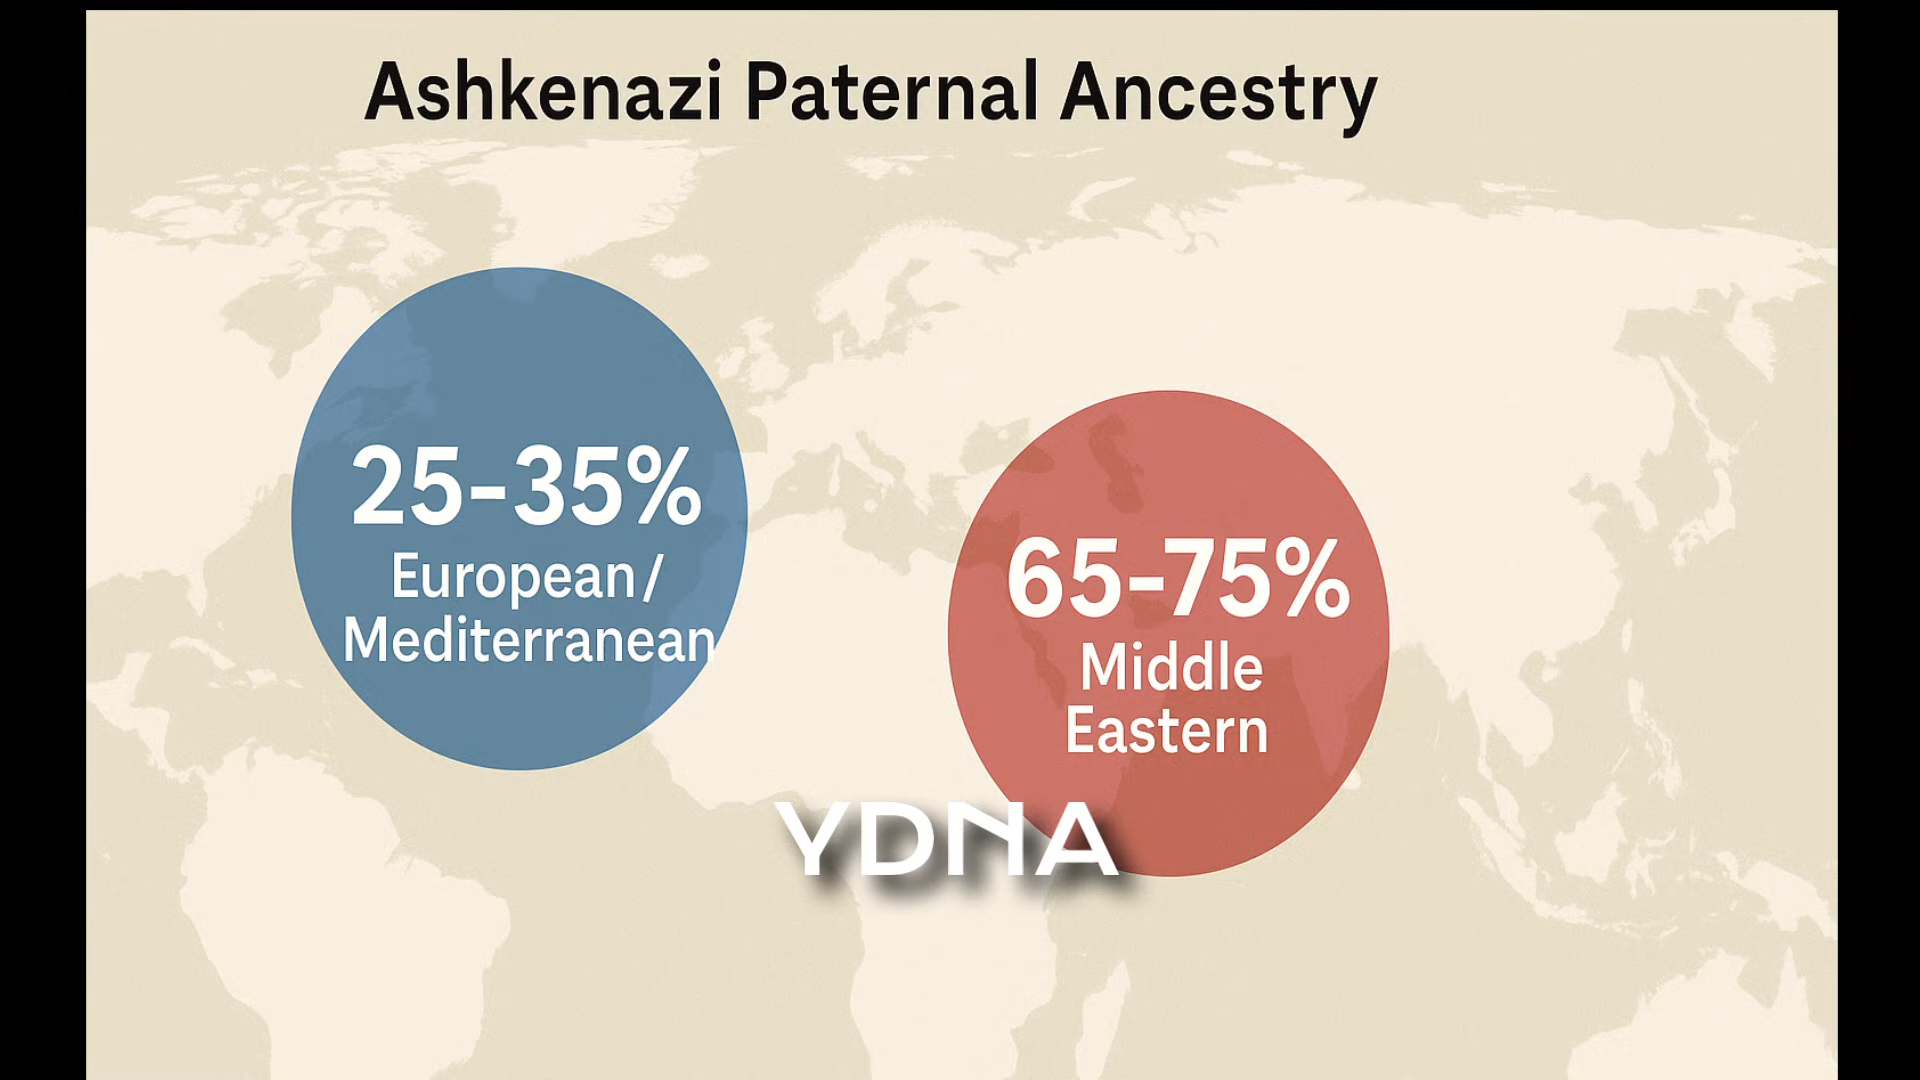 Ashkenazi Paternal Ancestry
25-35%
European/
Mediterranean
65-75%
Middle
Eastern
YDNA